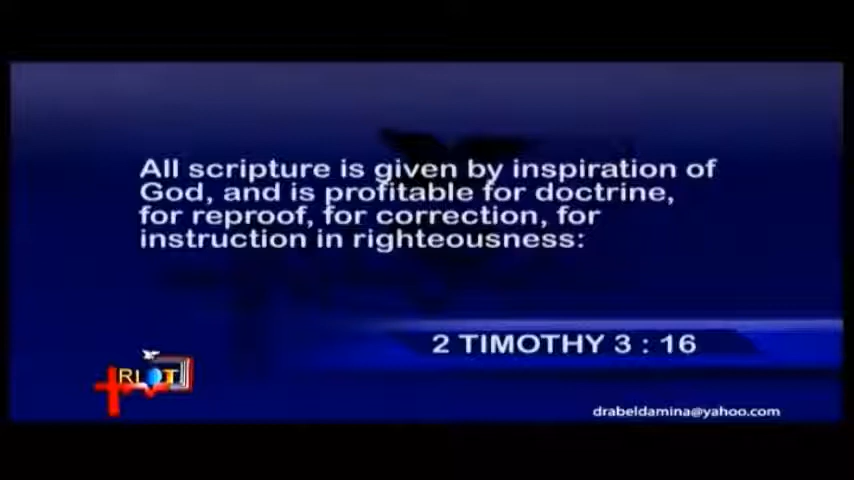 All scripture is given by inspiration of
God, and is profitable for doctrine,
for reproof, for correction, for
instruction in righteousness:
2 TIMOTHY 3 : 16
drabeldamina@yahoo.com